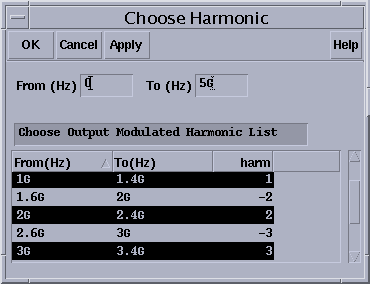 Choose Harmonic
OK Cancel Apply Help
From (Hz) 0 To (Hz) 5G
Choose Output Modulated Harmonic List
From(Hz) To(Hz) harm
1G 1.4G 1
1.6G 2G -2
2G 2.4G 2
2.6G 3G -3
3G 3.4G 3